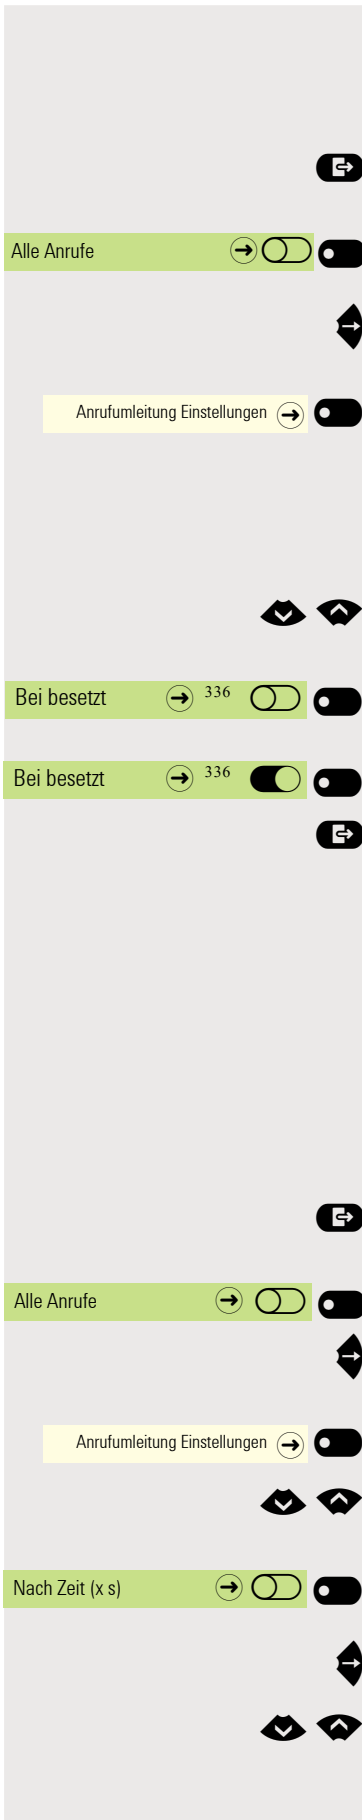 Alle Anrufe
Anrufumleitung Einstellungen
Bei besetzt 336
Bei besetzt 336
Alle Anrufe
Anrufumleitung Einstellungen
Nach Zeit (x s)